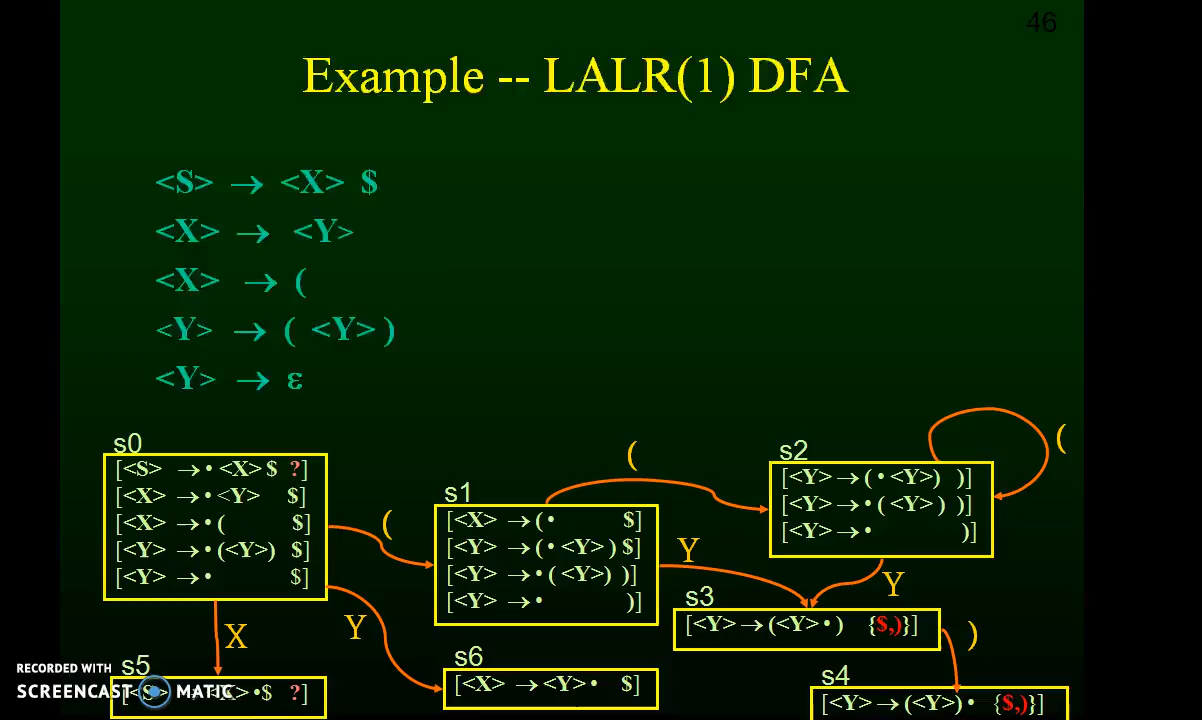 46
Example -- LALR(1) DFA
<S> → <X> $
<X> → <Y>
<X> → (
<Y> → ( <Y> )
<Y> → ε
s0
[<S> → • <X> $ ?]
[<X> → • <Y> $]
[<X> → • ( $]
[<Y> → • (<Y>) $]
[<Y> → • $]
(
X
Y
s1
[<X> → ( • $]
[<Y> → ( • <Y> ) $]
[<Y> → • ( <Y>) )]
[<Y> → • )]
(
Y
s2
[<Y> → ( • <Y>) )]
[<Y> → • ( <Y> ) )]
[<Y> → • )]
(
Y
s3
[<Y> → (<Y> • ) {$,)}]
)
s4
[<Y> → (<Y>) • {$,)}]
s5
[<S> → <X> •$ ?]
s6
[<X> → <Y> • $]
RECORDED WITH
SCREENCAST MATIC